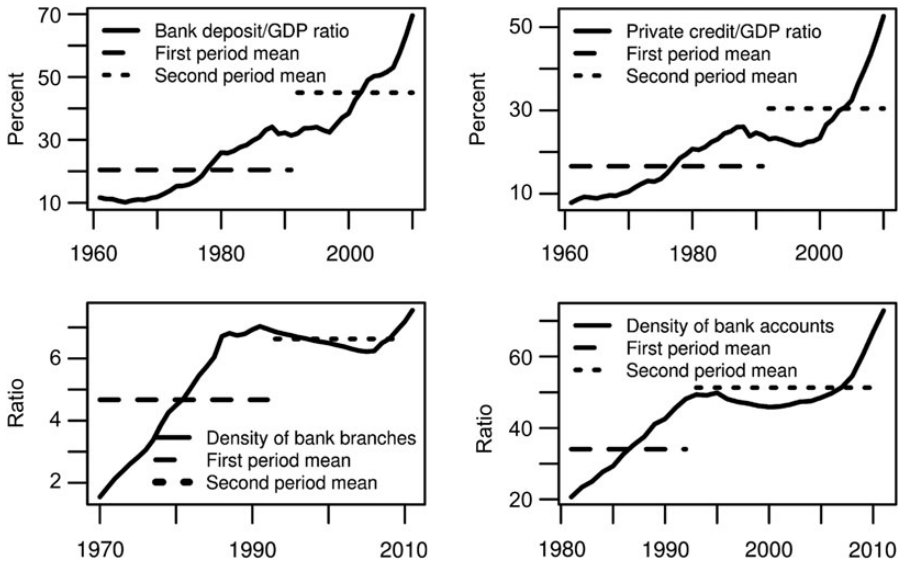 Percent
70
50
30
10
Bank deposit/GDP ratio
First period mean
Second period mean
1960
1980
2000
Percent
50
30
10
Private credit/GDP ratio
First period mean
Second period mean
1960
1980
2000
Ratio
6
4
2
Density of bank branches
First period mean
Second period mean
1970
1990
2010
Ratio
60
40
20
Density of bank accounts
First period mean
Second period mean
1980
1990
2000
2010